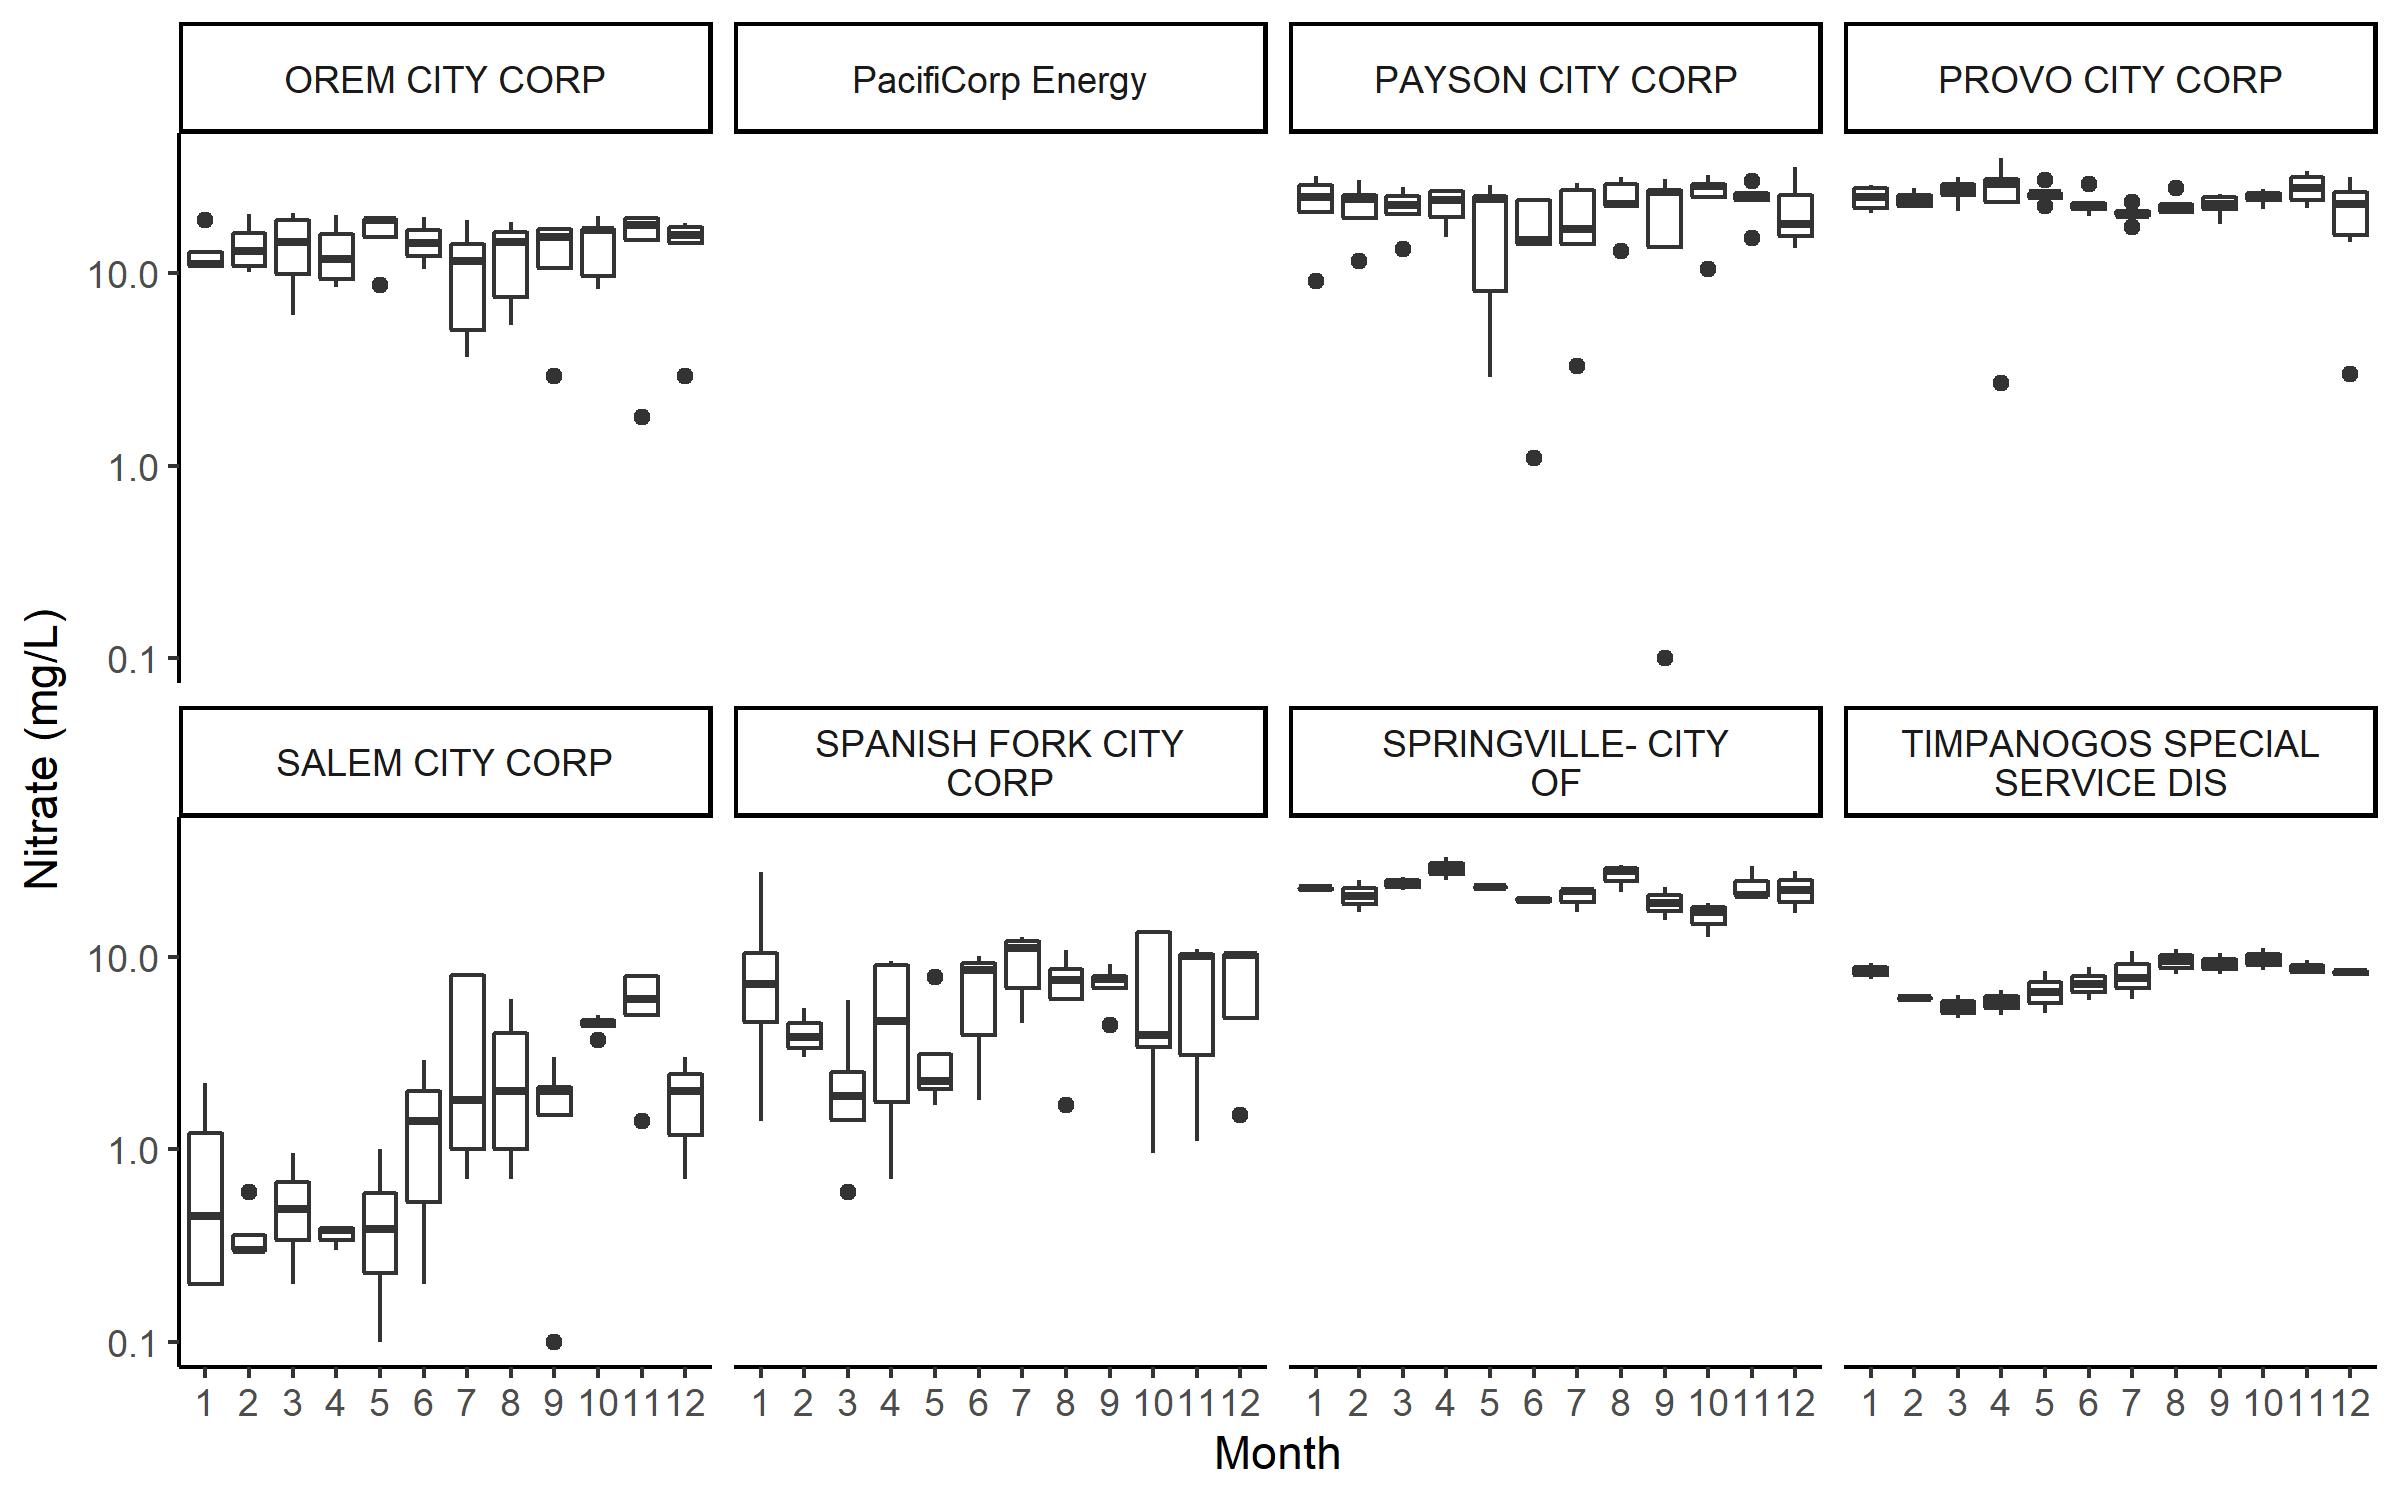 OREM CITY CORP
PacifiCorp Energy
PAYSON CITY CORP
PROVO CITY CORP
10.0
1.0
0.1
Nitrate (mg/L)
SALEM CITY CORP
SPANISH FORK CITY
CORP
SPRINGVILLE- CITY
OF
TIMPANOGOS SPECIAL
SERVICE DIS
10.0
1.0
0.1
1 2 3 4 5 6 7 8 9 10 11 12
1 2 3 4 5 6 7 8 9 10 11 12
1 2 3 4 5 6 7 8 9 10 11 12
1 2 3 4 5 6 7 8 9 10 11 12
Month